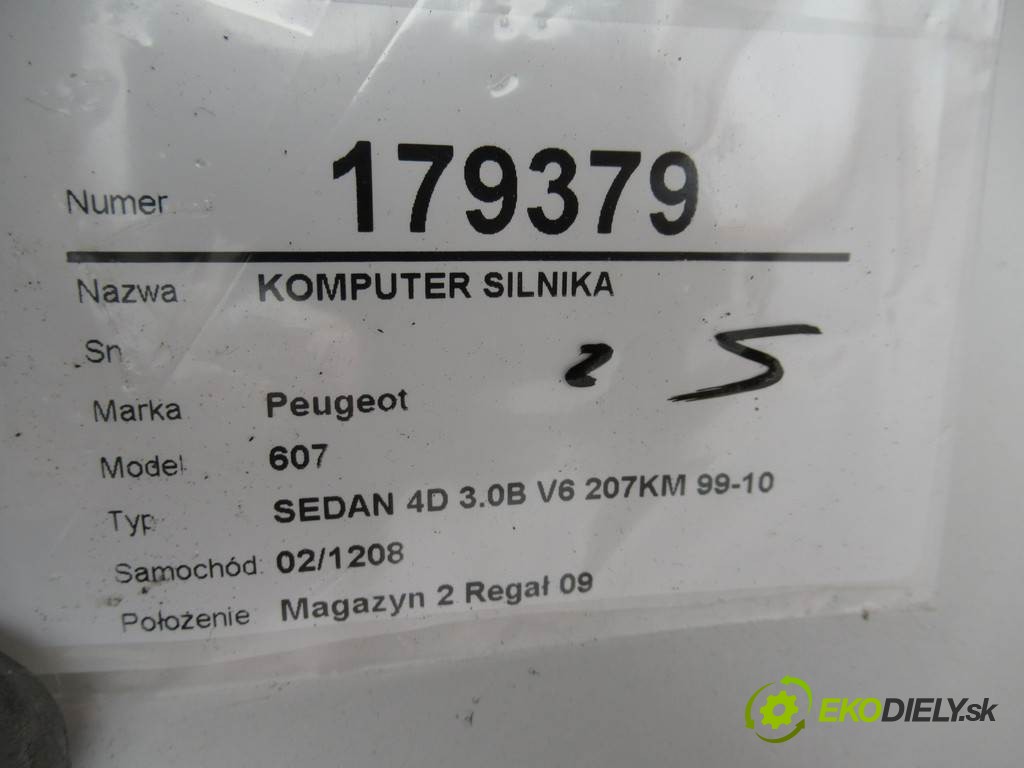 Numer 179379
Nazwa KOMPUTER SILNIKA
Sn
2 5
Marka Peugeot
Model 607
Typ SEDAN 4D 3.0B V6 207KM 99-10
Samochód: 02/1208
Położenie Magazyn 2 Regał 09
EKODIELY.sk